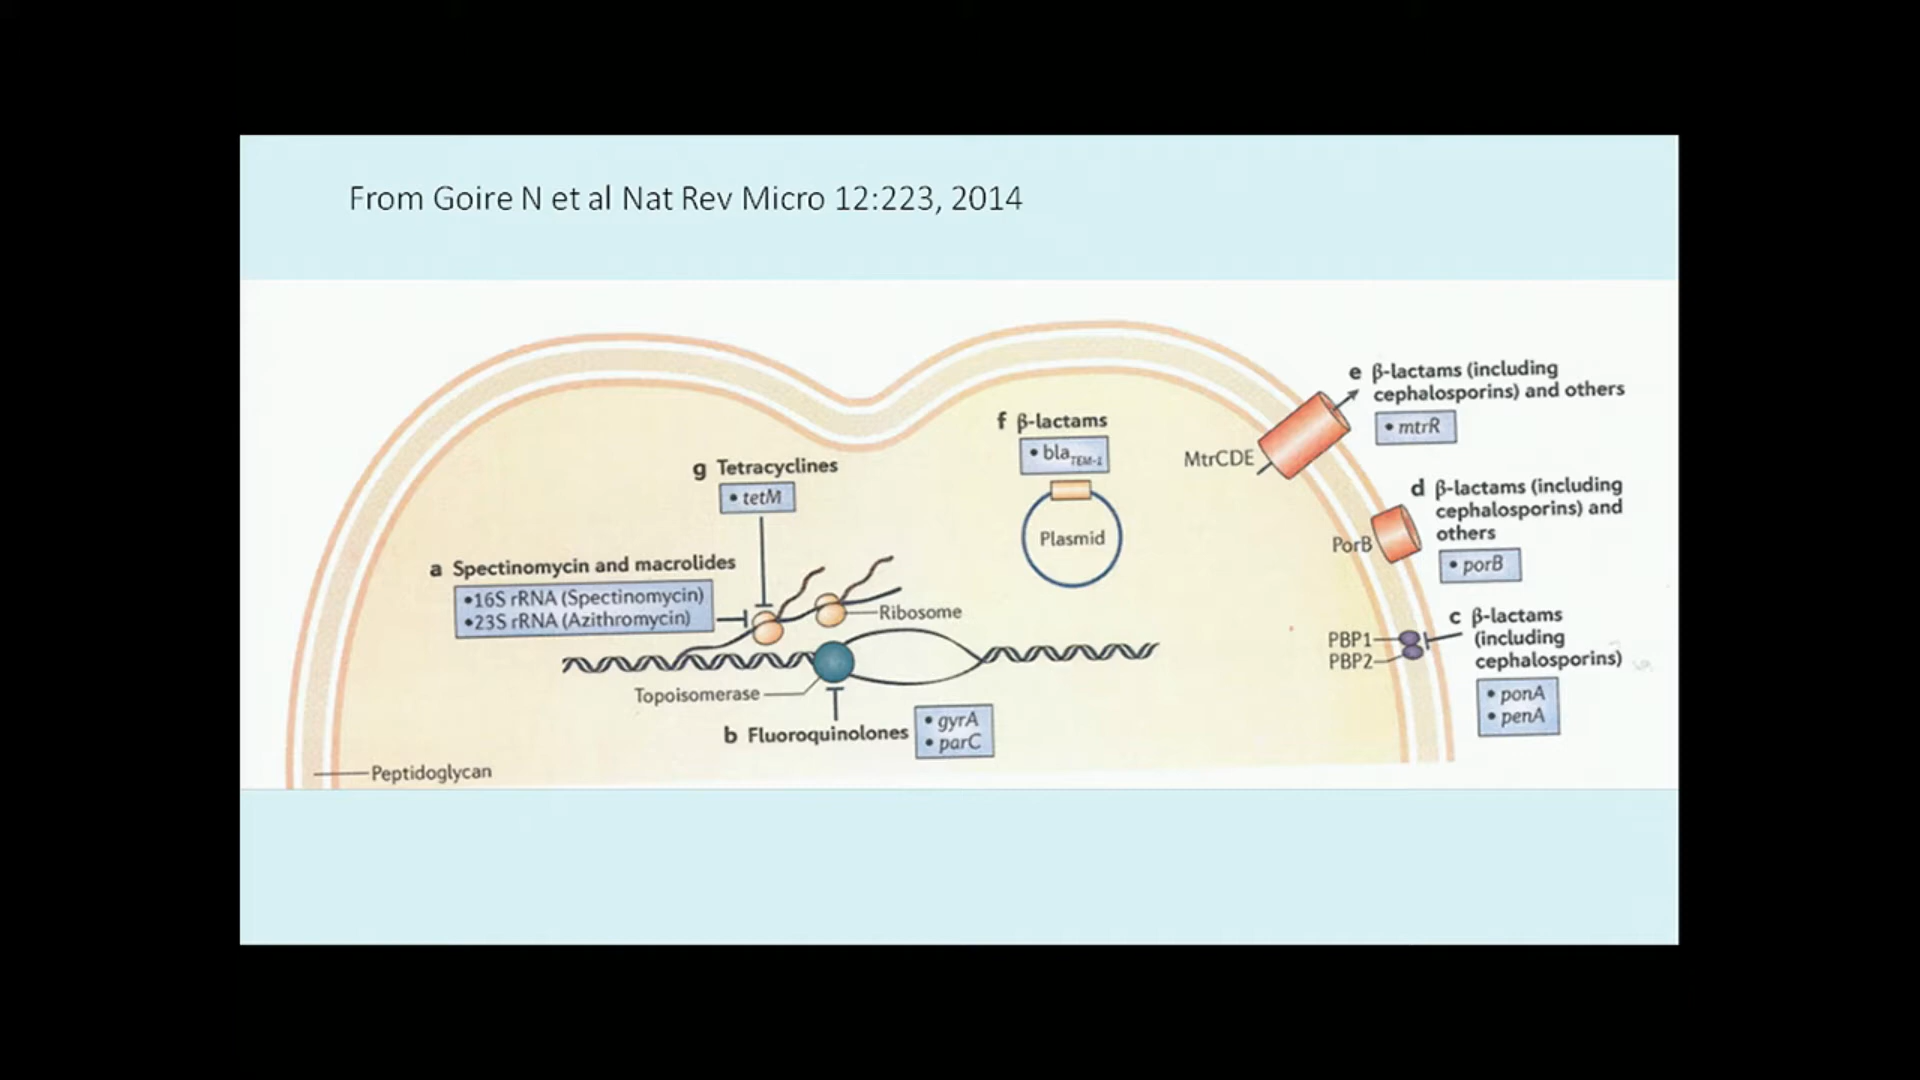 From Goire N et al Nat Rev Micro 12:223, 2014
e β-lactams (including
cephalosporins) and others
• mtrR
MtrCDE
f β-lactams
• bla TEM-1
Plasmid
g Tetracyclines
• tetM
d β-lactams (including
cephalosporins) and
others
• porB
PorB
a Spectinomycin and macrolides
•16S rRNA (Spectinomycin)
•23S rRNA (Azithromycin)
Ribosome
c β-lactams
(including
cephalosporins)
• ponA
• penA
PBP1
PBP2
Topoisomerase
b Fluoroquinolones
• gyrA
• parC
Peptidoglycan